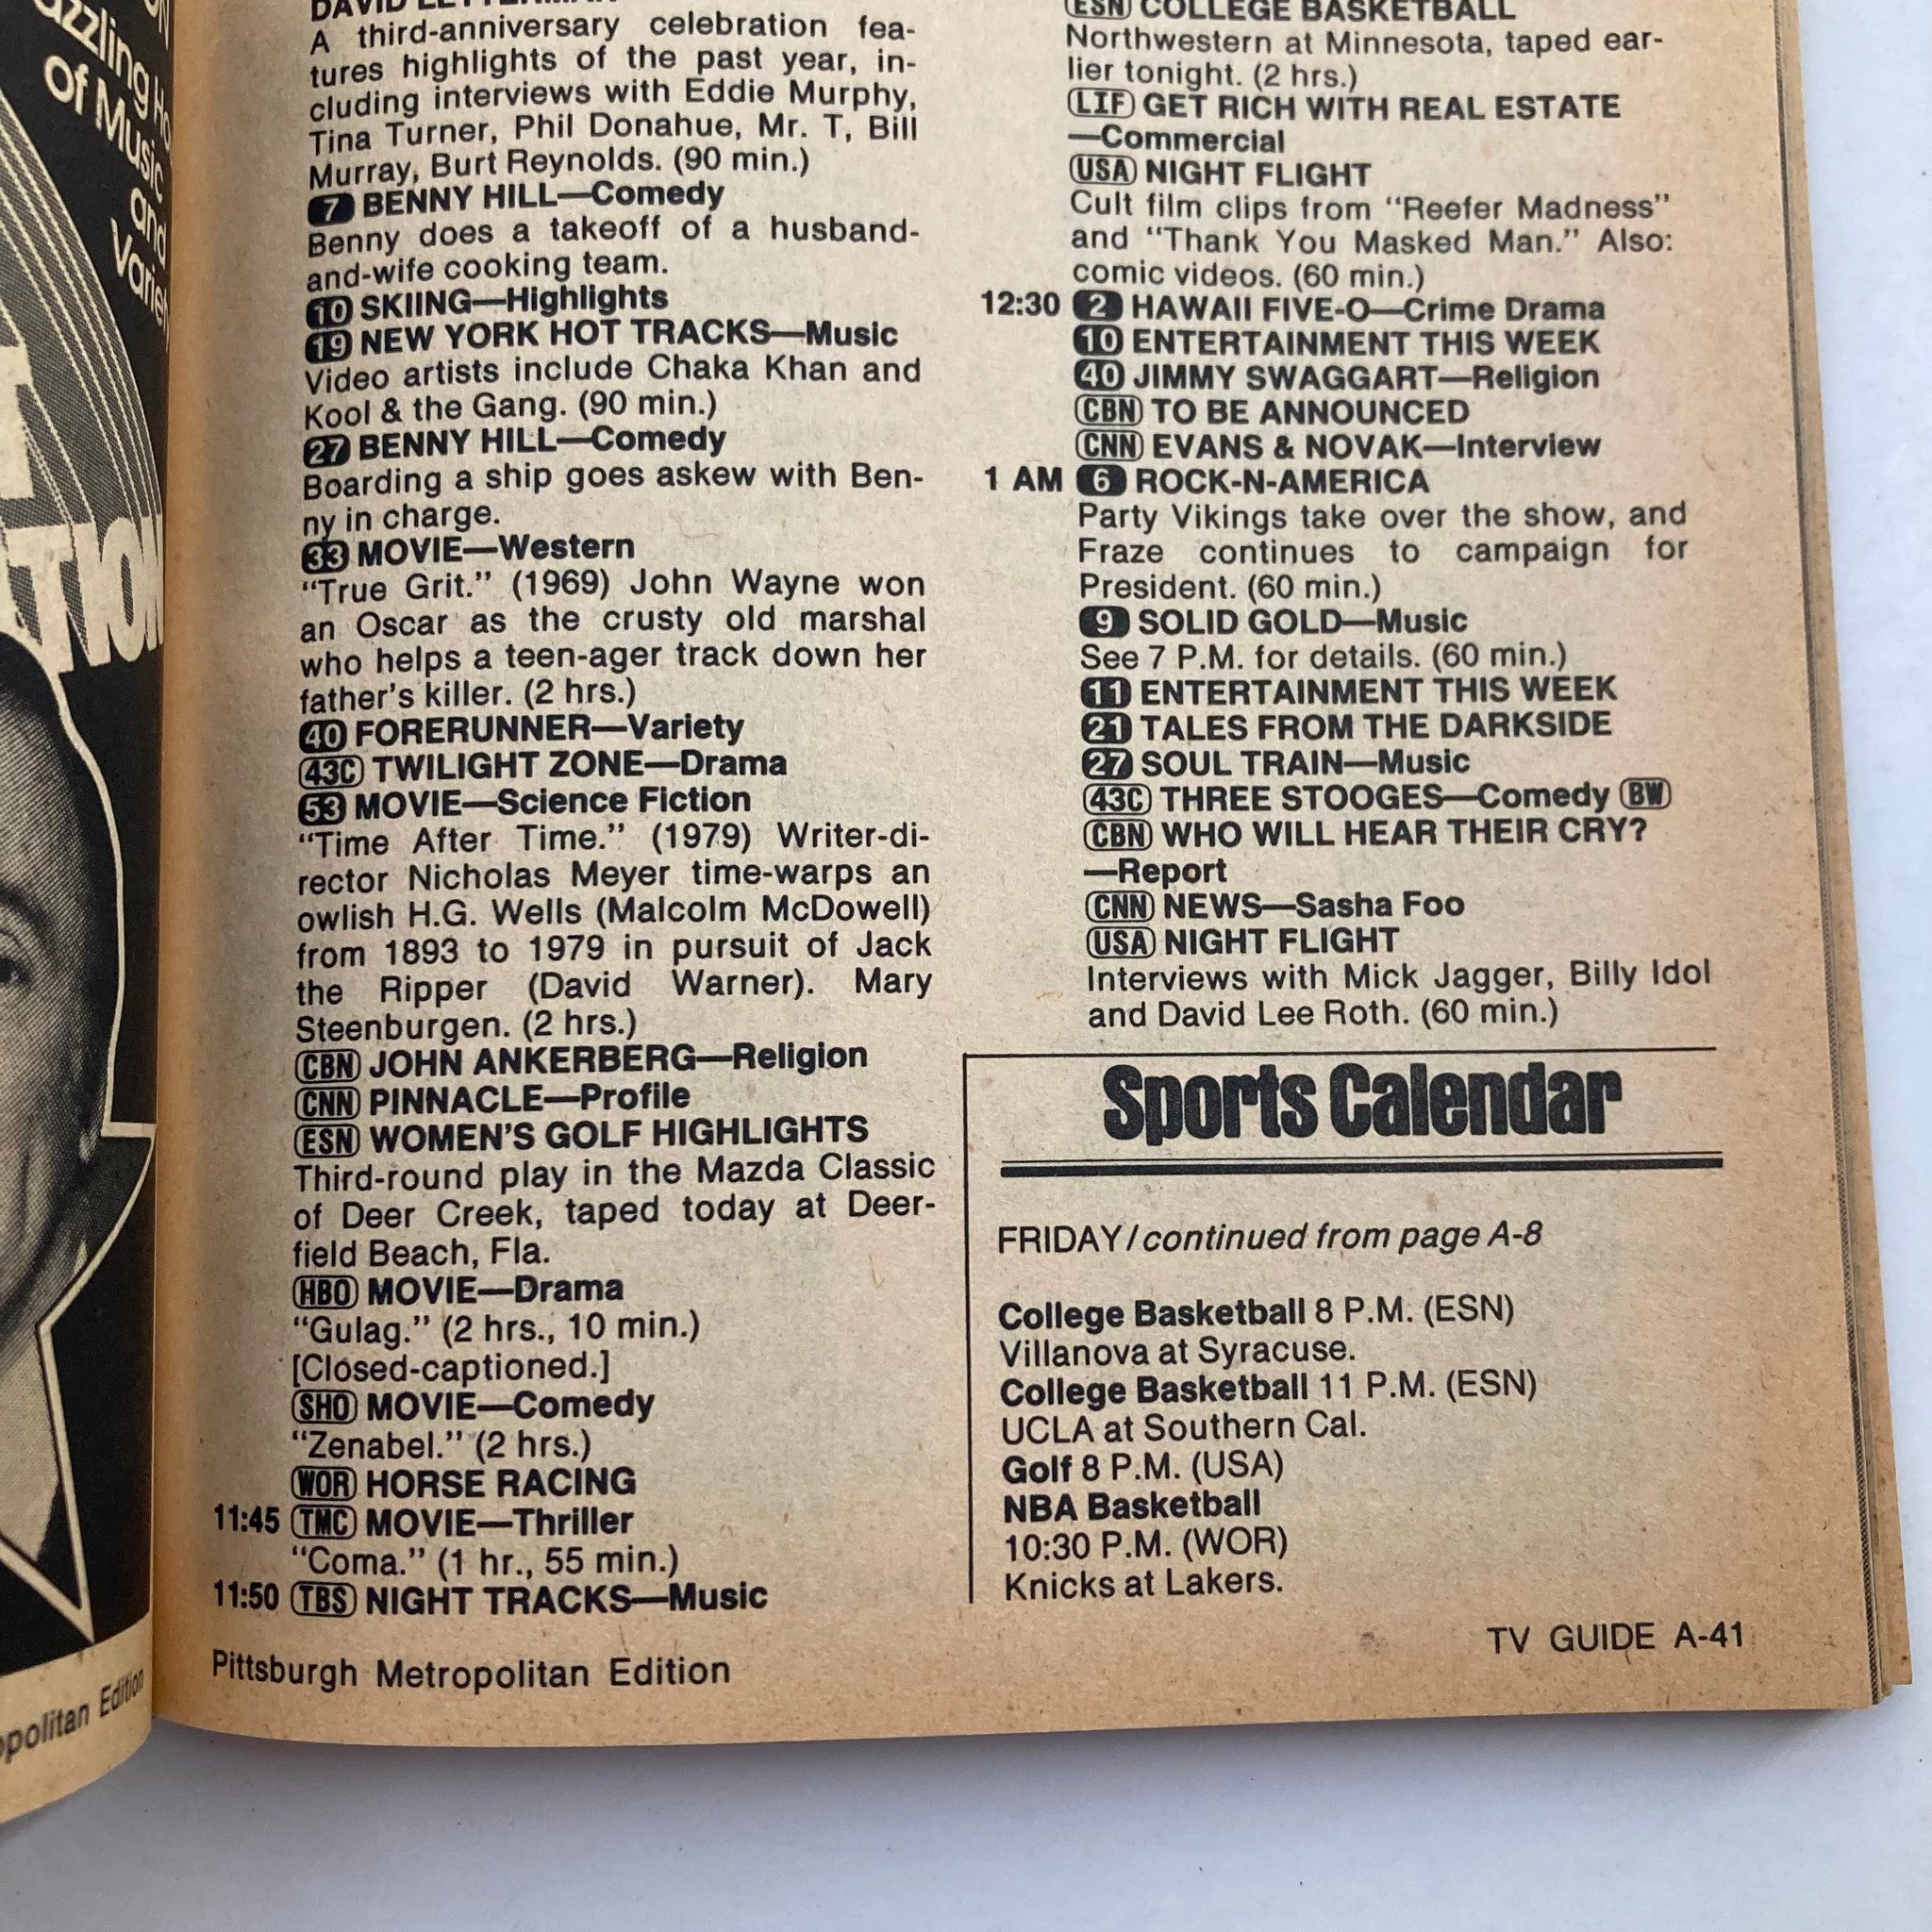 of Music
and
DAVID LETTERMAN
A third-anniversary celebration fea-
tures highlights of the past year, in-
cluding interviews with Eddie Murphy,
Tina Turner, Phil Donahue, Mr. T, Bill
Murray, Burt Reynolds. (90 min.)
7 BENNY HILL—Comedy
Benny does a takeoff of a husband-
and-wife cooking team.
10 SKIING—Highlights
19 NEW YORK HOT TRACKS—Music
Video artists include Chaka Khan and
Kool & the Gang. (90 min.)
27 BENNY HILL—Comedy
Boarding a ship goes askew with Ben-
ny in charge.
33 MOVIE—Western
“True Grit.” (1969) John Wayne won
an Oscar as the crusty old marshal
who helps a teen-ager track down her
father's killer. (2 hrs.)
40 FORERUNNER—Variety
43C TWILIGHT ZONE—Drama
53 MOVIE—Science Fiction
“Time After Time.” (1979) Writer-di-
rector Nicholas Meyer time-warps an
owlish H.G. Wells (Malcolm McDowell)
from 1893 to 1979 in pursuit of Jack
the Ripper (David Warner). Mary
Steenburgen. (2 hrs.)
CBN JOHN ANKERBERG—Religion
CNN PINNACLE—Profile
ESN WOMEN'S GOLF HIGHLIGHTS
Third-round play in the Mazda Classic
of Deer Creek, taped today at Deer-
field Beach, Fla.
HBO MOVIE—Drama
“Gulag.” (2 hrs., 10 min.)
[Closed-captioned.]
SHO MOVIE—Comedy
“Zenabel.” (2 hrs.)
WOR HORSE RACING
11:45 TMC MOVIE—Thriller
“Coma.” (1 hr., 55 min.)
11:50 TBS NIGHT TRACKS—Music
ESN COLLEGE BASKETBALL
Northwestern at Minnesota, taped ear-
lier tonight. (2 hrs.)
LIF GET RICH WITH REAL ESTATE
—Commercial
USA NIGHT FLIGHT
Cult film clips from “Reefer Madness”
and “Thank You Masked Man.” Also:
comic videos. (60 min.)
12:30 2 HAWAII FIVE-O—Crime Drama
10 ENTERTAINMENT THIS WEEK
40 JIMMY SWAGGART—Religion
CBN TO BE ANNOUNCED
CNN EVANS & NOVAK—Interview
1 AM 6 ROCK-N-AMERICA
Party Vikings take over the show, and
Fraze continues to campaign for
President. (60 min.)
9 SOLID GOLD—Music
See 7 P.M. for details. (60 min.)
11 ENTERTAINMENT THIS WEEK
21 TALES FROM THE DARKSIDE
27 SOUL TRAIN—Music
43C THREE STOOGES—Comedy BW
CBN WHO WILL HEAR THEIR CRY?
—Report
CNN NEWS—Sasha Foo
USA NIGHT FLIGHT
Interviews with Mick Jagger, Billy Idol
and David Lee Roth. (60 min.)
Sports Calendar
FRIDAY/continued from page A-8
College Basketball 8 P.M. (ESN)
Villanova at Syracuse.
College Basketball 11 P.M. (ESN)
UCLA at Southern Cal.
Golf 8 P.M. (USA)
NBA Basketball
10:30 P.M. (WOR)
Knicks at Lakers.
TV GUIDE A-41
Pittsburgh Metropolitan Edition
Edition